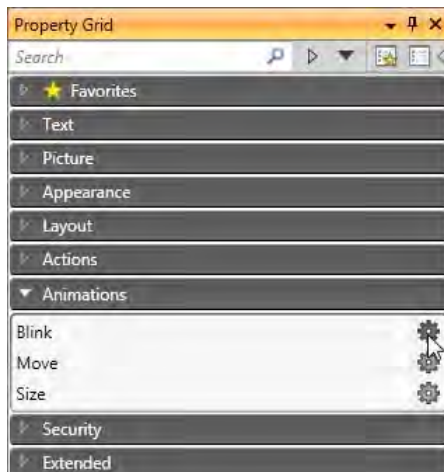 Property Grid
Search
Favorites
Text
Picture
Appearance
Layout
Actions
Animations
Blink
Move
Size
Security
Extended